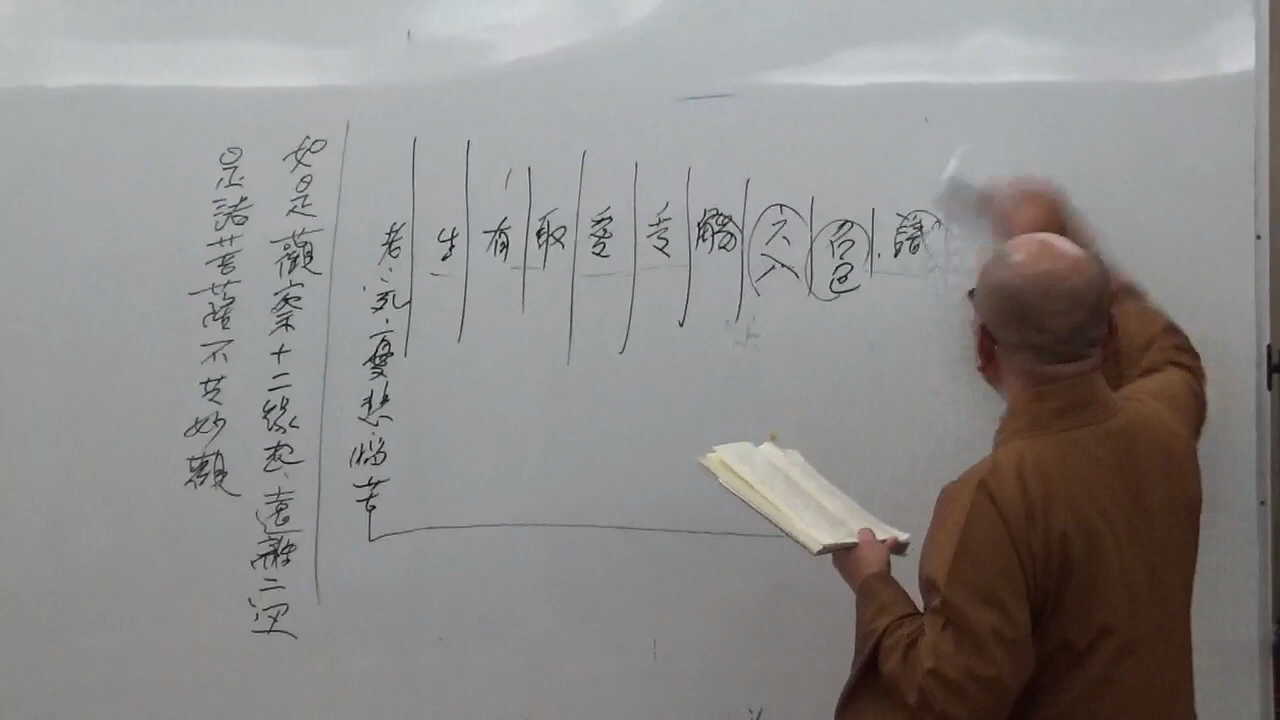 識
名色
六入
觸
受
愛
取
有
生
老、死、憂悲惱苦
如是觀察十二緣起、遠離二邊
是諸菩薩不共妙觀